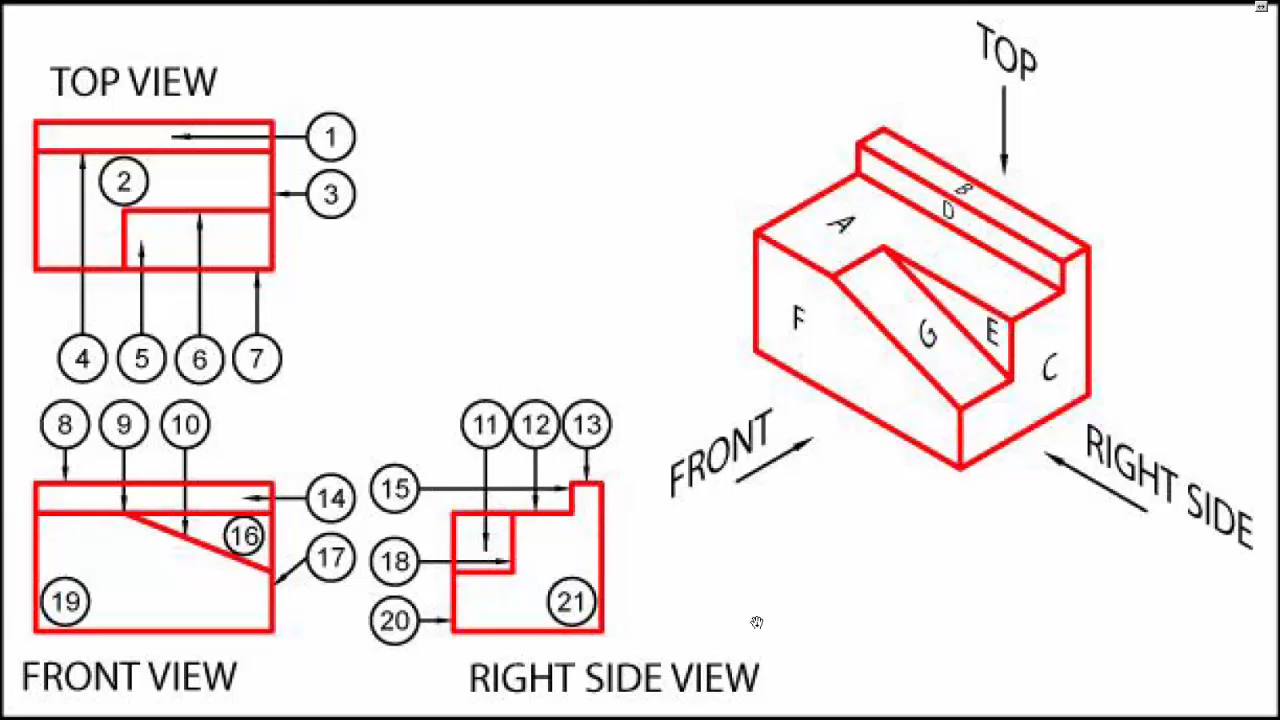 TOP
TOP VIEW
1
2
3
B
D
A
4
5
6
7
F
G
E
C
8
9
10
11
12
13
FRONT
RIGHT SIDE
14
15
16
17
18
19
20
21
FRONT VIEW
RIGHT SIDE VIEW